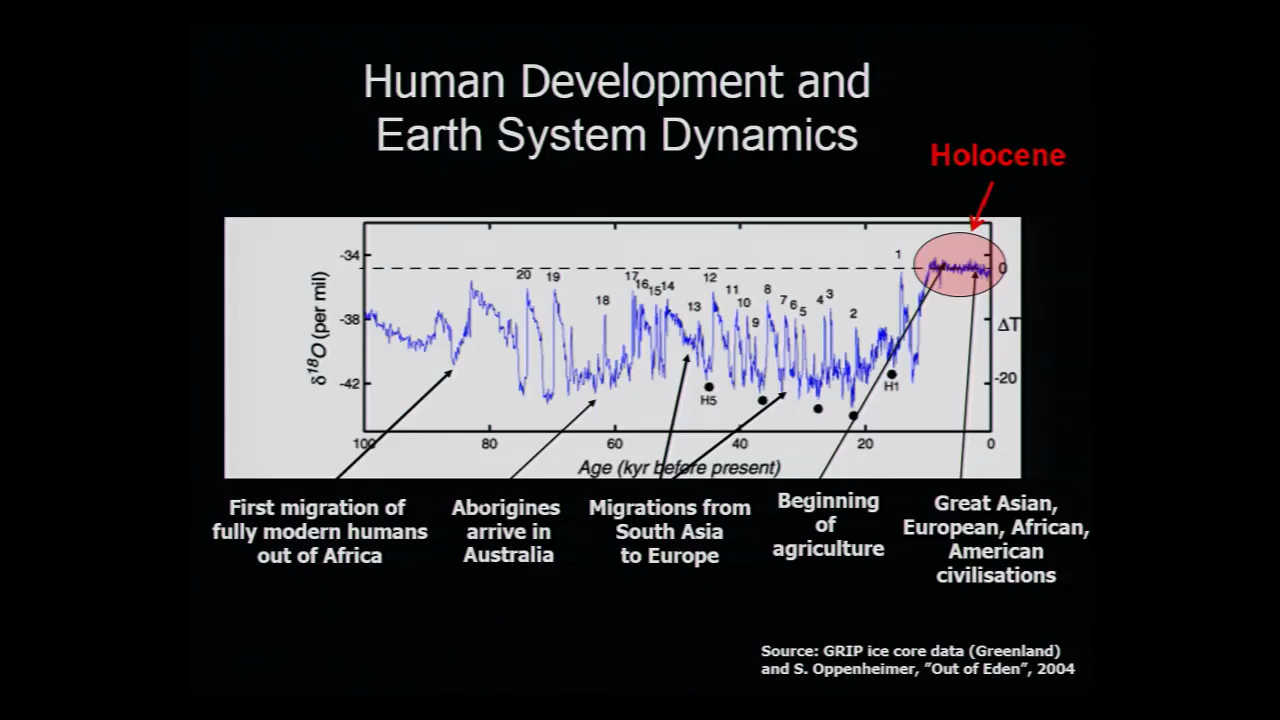 Human Development and
Earth System Dynamics
Holocene
-34
-38
-42
δ18O (per mil)
20
19
18
17
16
15
14
13
12
11
10
9
8
7
6
5
4
3
2
1
H5
H1
0
ΔT
-20
100
80
60
40
20
0
Age (kyr before present)
First migration of
fully modern humans
out of Africa
Aborigines
arrive in
Australia
Migrations from
South Asia
to Europe
Beginning
of
agriculture
Great Asian,
European, African,
American
civilisations
Source: GRIP ice core data (Greenland)
and S. Oppenheimer, ”Out of Eden”, 2004